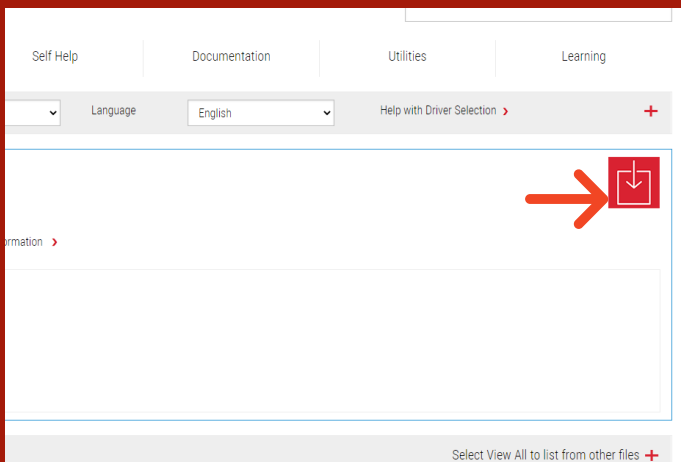 Self Help Documentation Utilities Learning
Language English Help with Driver Selection
Select View All to list from other files